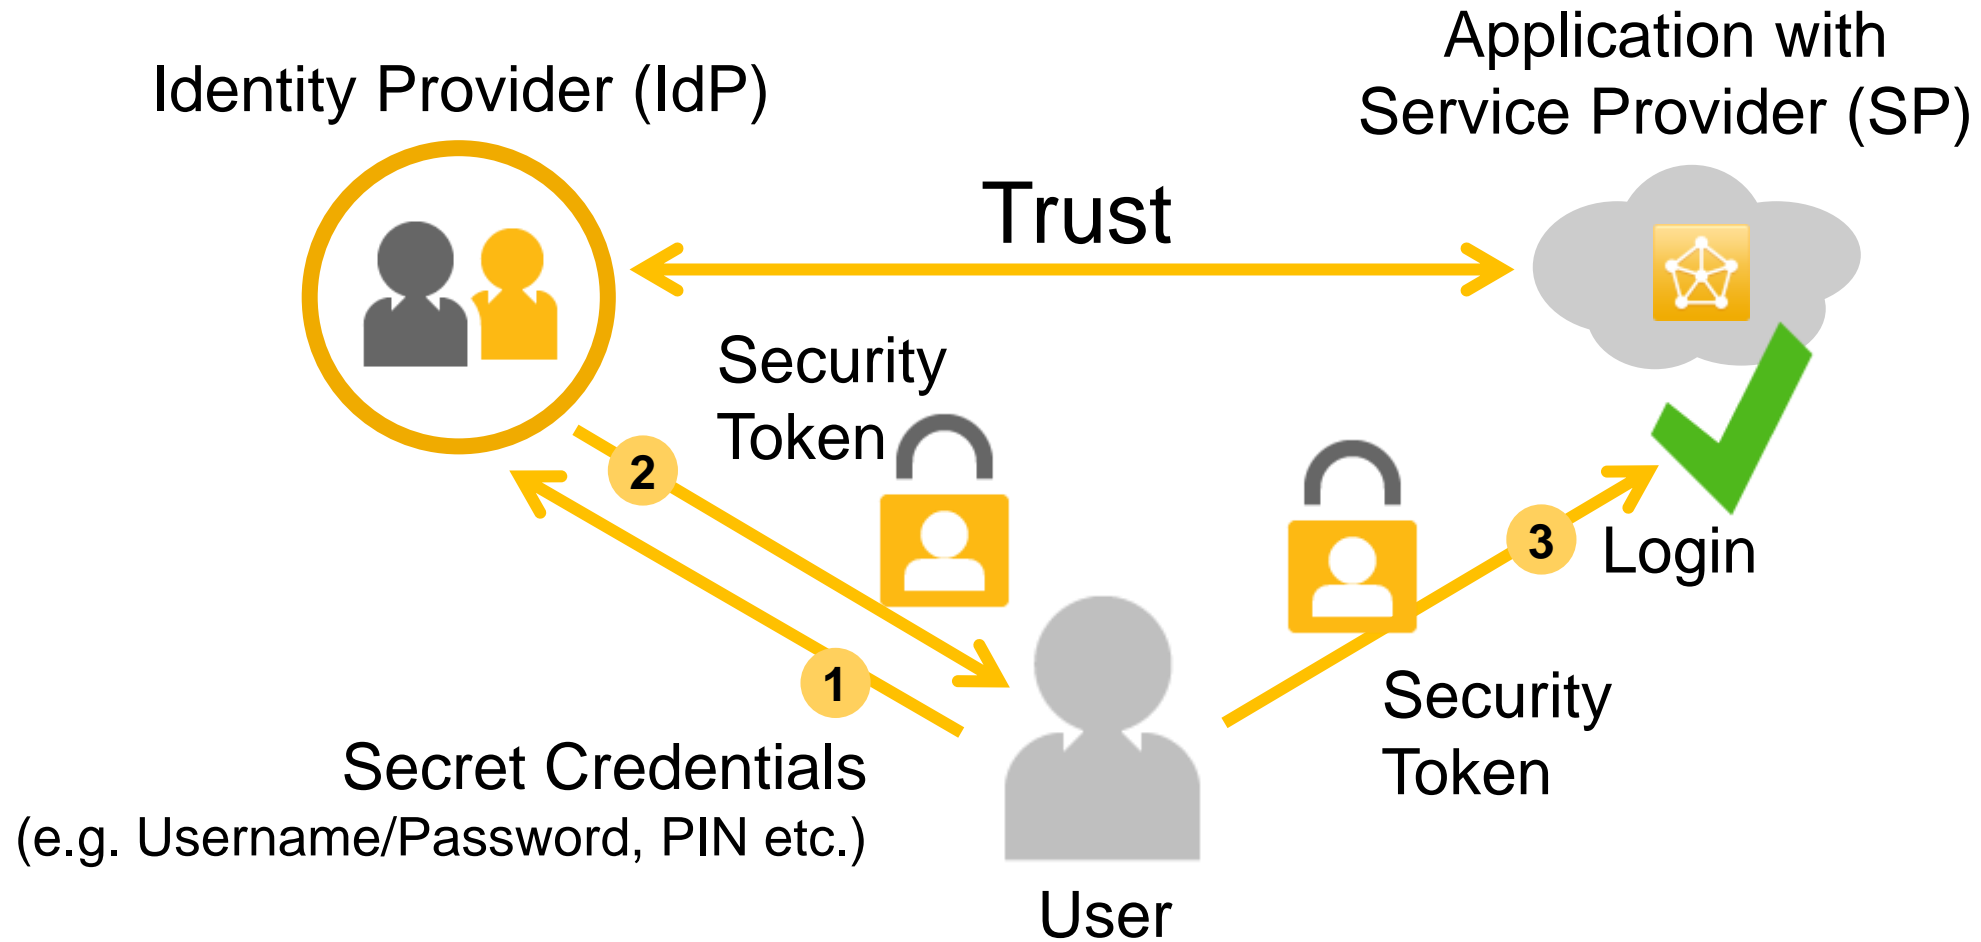 Identity Provider (IdP)
Application with
Service Provider (SP)
Trust
Security
Token
2
1
3
Login
Secret Credentials
(e.g. Username/Password, PIN etc.)
Security
Token
User